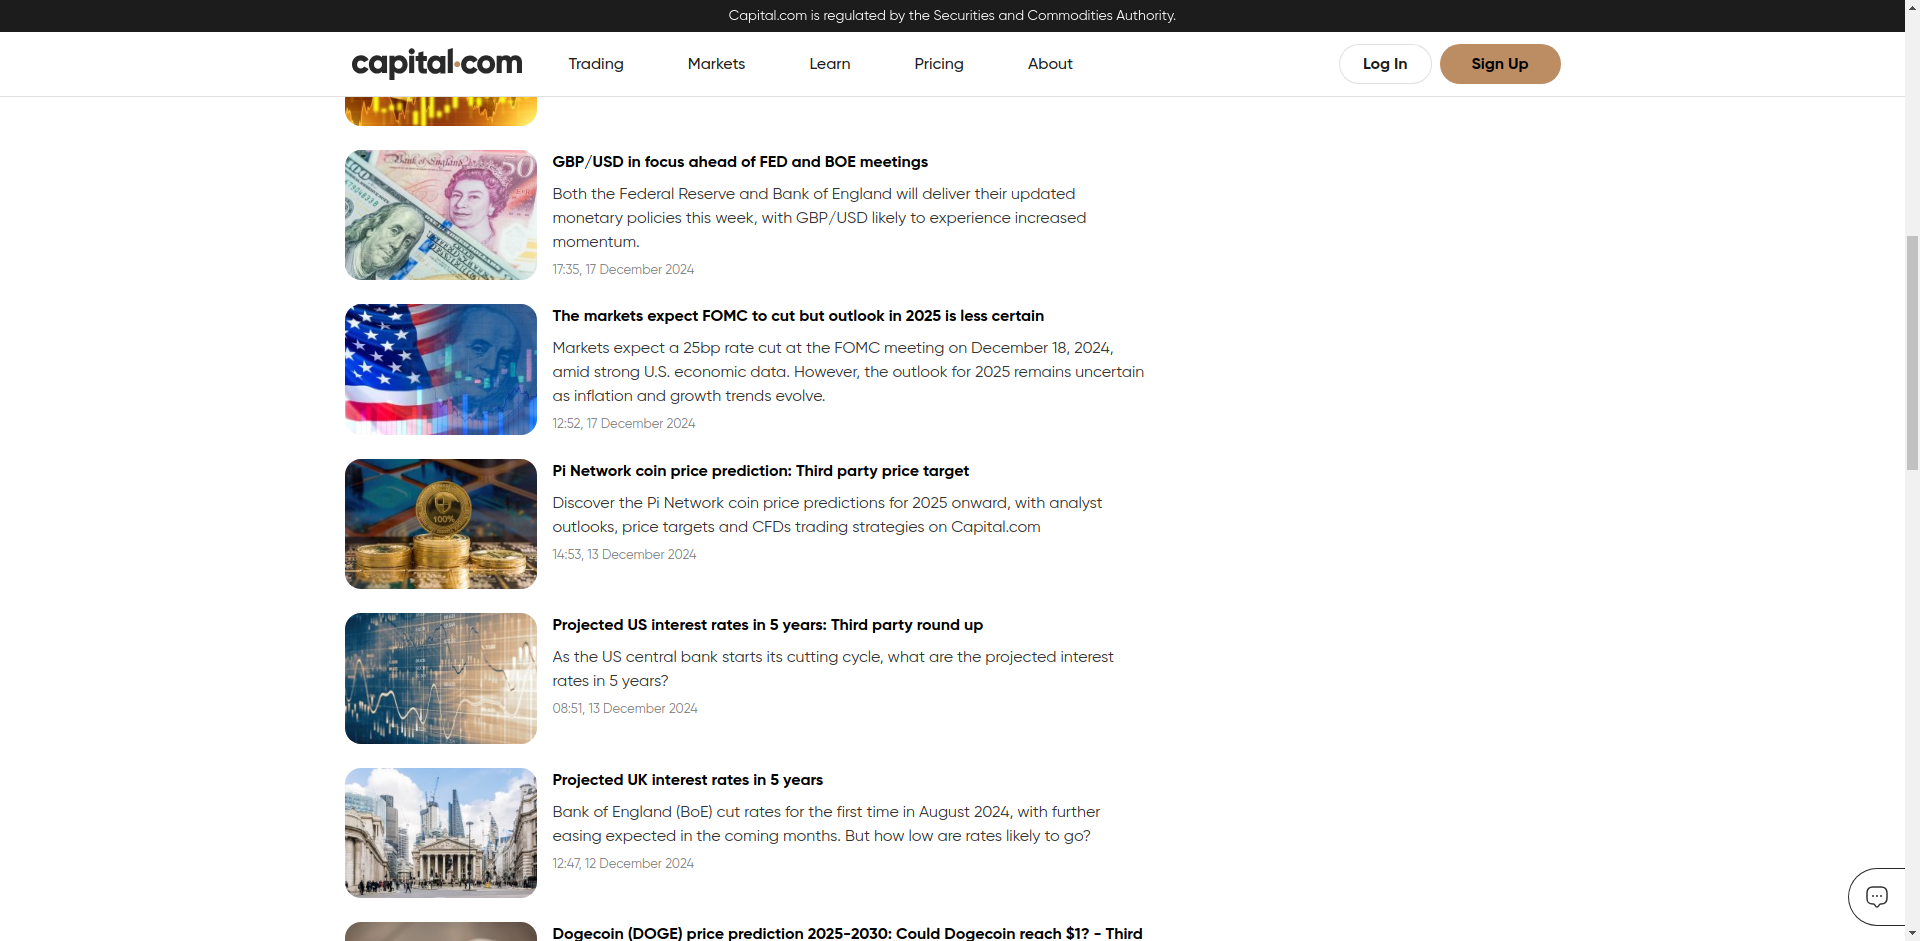 Capital.com is regulated by the Securities and Commodities Authority.
capital.com
Trading
Markets
Learn
Pricing
About
Log In
Sign Up
GBP/USD in focus ahead of FED and BOE meetings
Both the Federal Reserve and Bank of England will deliver their updated
monetary policies this week, with GBP/USD likely to experience increased
momentum.
17:35, 17 December 2024
The markets expect FOMC to cut but outlook in 2025 is less certain
Markets expect a 25bp rate cut at the FOMC meeting on December 18, 2024,
amid strong U.S. economic data. However, the outlook for 2025 remains uncertain
as inflation and growth trends evolve.
12:52, 17 December 2024
100%
Pi Network coin price prediction: Third party price target
Discover the Pi Network coin price predictions for 2025 onward, with analyst
outlooks, price targets and CFDs trading strategies on Capital.com
14:53, 13 December 2024
Projected US interest rates in 5 years: Third party round up
As the US central bank starts its cutting cycle, what are the projected interest
rates in 5 years?
08:51, 13 December 2024
Projected UK interest rates in 5 years
Bank of England (BoE) cut rates for the first time in August 2024, with further
easing expected in the coming months. But how low are rates likely to go?
12:47, 12 December 2024
Dogecoin (DOGE) price prediction 2025-2030: Could Dogecoin reach $1? - Third